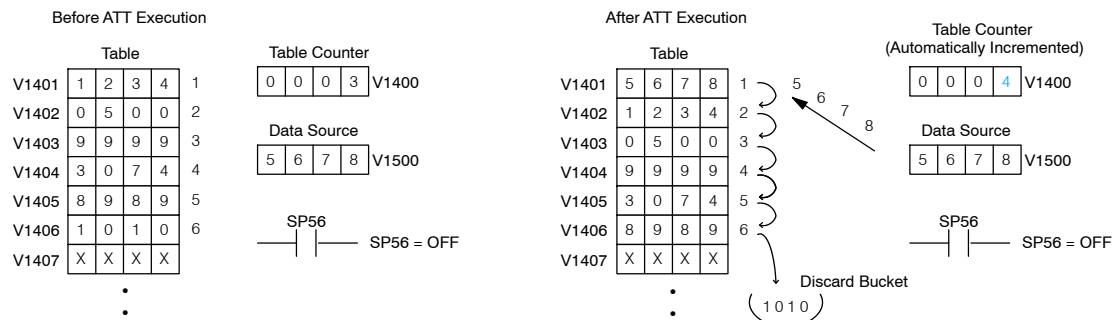 Before ATT Execution
Table
V1401 1 2 3 4 1
V1402 0 5 0 0 2
V1403 9 9 9 9 3
V1404 3 0 7 4 4
V1405 8 9 8 9 5
V1406 1 0 1 0 6
V1407 X X X X
Table Counter
0 0 0 3 V1400
Data Source
5 6 7 8 V1500
SP56
SP56 = OFF
After ATT Execution
Table
V1401 5 6 7 8 1
V1402 1 2 3 4 2
V1403 0 5 0 0 3
V1404 9 9 9 9 4
V1405 3 0 7 4 5
V1406 8 9 8 9 6
V1407 X X X X
5 6 7 8
Discard Bucket
1 0 1 0
Table Counter
(Automatically Incremented)
0 0 0 4 V1400
Data Source
5 6 7 8 V1500
SP56
SP56 = OFF